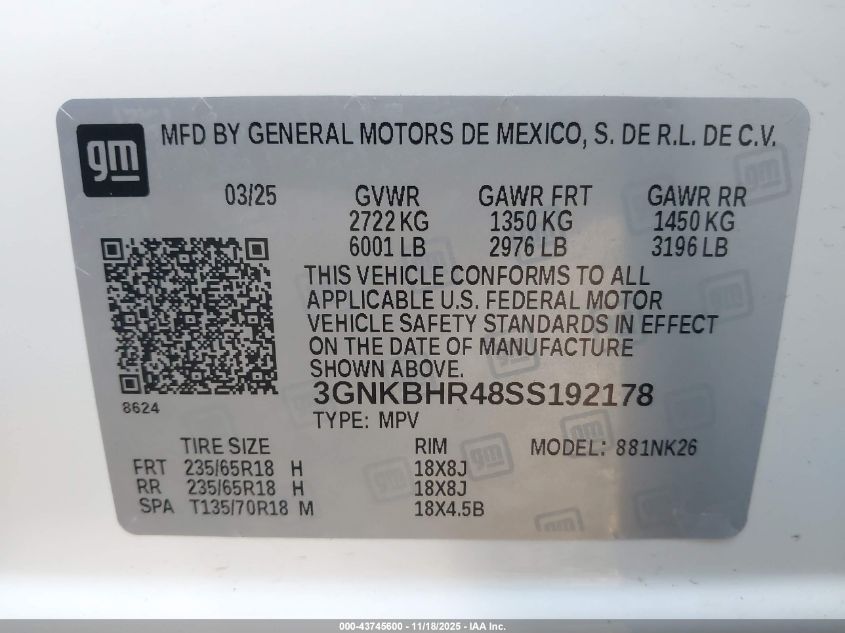 gm
MFD BY GENERAL MOTORS DE MEXICO, S. DE R.L. DE C.V.
03/25 GVWR GAWR FRT GAWR RR
2722 KG 1350 KG 1450 KG
6001 LB 2976 LB 3196 LB
THIS VEHICLE CONFORMS TO ALL
APPLICABLE U.S. FEDERAL MOTOR
VEHICLE SAFETY STANDARDS IN EFFECT
ON THE DATE OF MANUFACTURE
SHOWN ABOVE.
3GNKBHR48SS192178
8624
TYPE: MPV
TIRE SIZE RIM MODEL: 881NK26
FRT 235/65R18 H 18X8J
RR 235/65R18 H 18X8J
SPA T135/70R18 M 18X4.5B
000-43745600 - 11/18/2025 - IAA Inc.